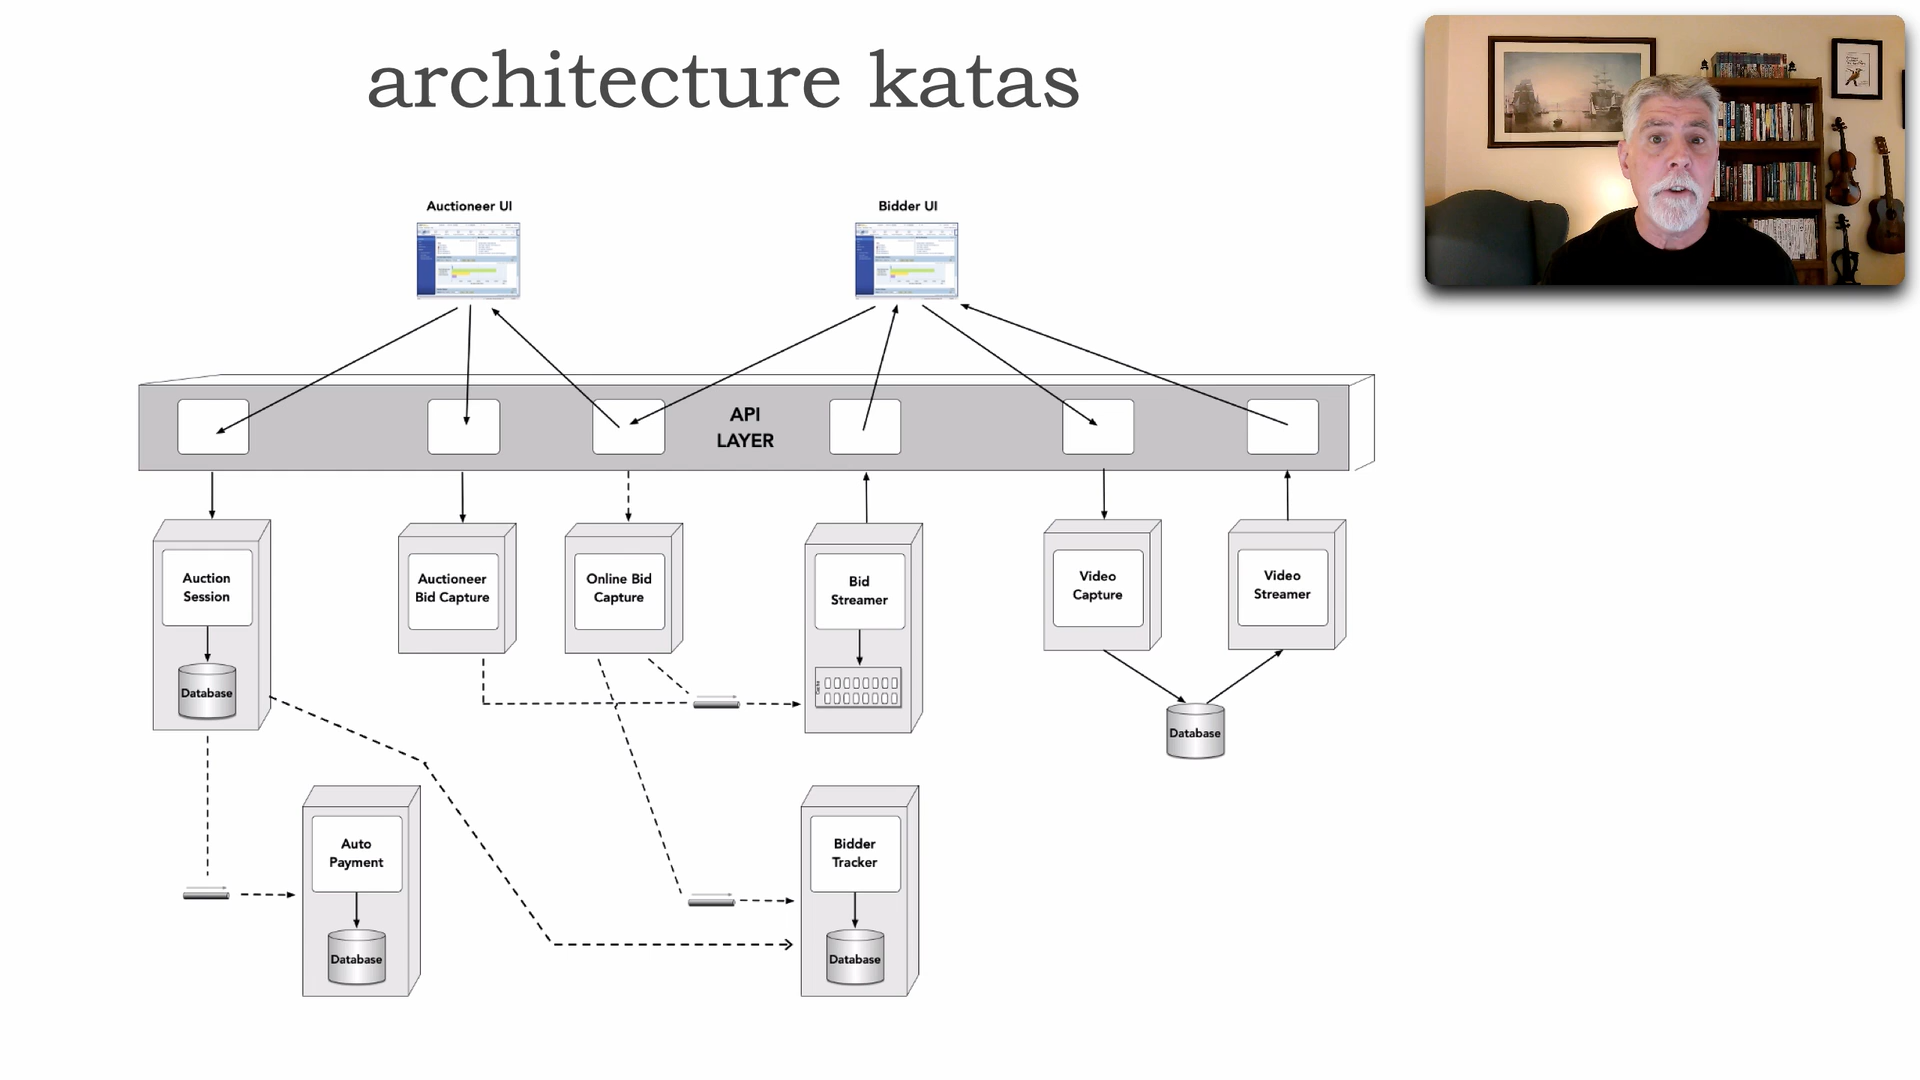 architecture katas
Auctioneer UI
Bidder UI
API
LAYER
Auction
Session
Database
Auctioneer
Bid Capture
Online Bid
Capture
Bid
Streamer
Cache
Video
Capture
Video
Streamer
Database
Auto
Payment
Database
Bidder
Tracker
Database